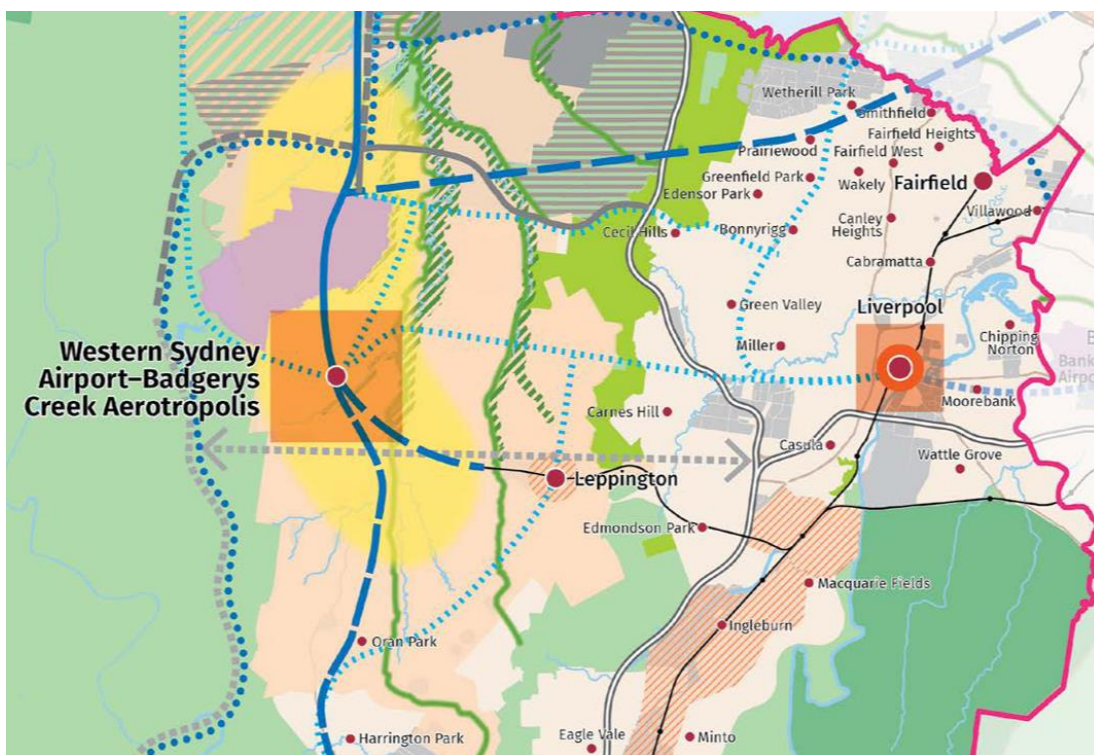 Wetherill Park
Smithfield
Fairfield Heights
Prairiewood
Fairfield West
Greenfield Park
Wakely
Fairfield
Edensor Park
Villawood
Canley
Heights
Cecil Hills
Bonnyrigg
Cabramatta
Green Valley
Liverpool
Chipping
Norton
Miller
Western Sydney
Airport–Badgerys
Creek Aerotropolis
Bank
Airpo
Moorebank
Carnes Hill
Casula
Wattle Grove
Leppington
Edmondson Park
Macquarie Fields
Ingleburn
Oran Park
Harrington Park
Eagle Vale
Minto